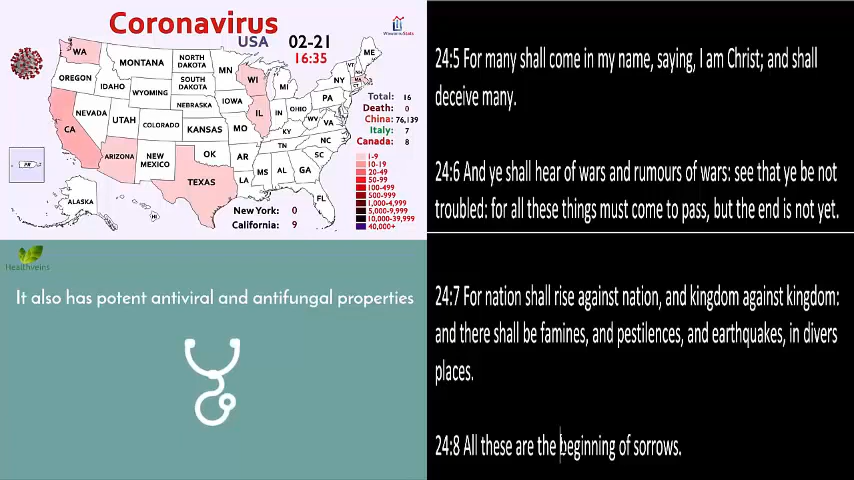 Coronavirus
USA
02-21
16:35
WisevoterStats
WA
OREGON
CA
NEVADA
IDAHO
MONTANA
WYOMING
UTAH
ARIZONA
COLORADO
NEW
MEXICO
NORTH
DAKOTA
SOUTH
DAKOTA
NEBRASKA
KANSAS
OK
TEXAS
MN
IOWA
MO
AR
LA
WI
IL
MI
IN
OHIO
KY
TN
MS
AL
GA
FL
SC
NC
VA
WV
PA
NY
VT
ME
ALASKA
HI
PR
Total: 16
Death: 0
China: 76,139
Italy: 7
Canada: 8
1-9
10-19
20-49
50-99
100-499
500-999
1,000-4,999
5,000-9,999
10,000-39,999
40,000+
New York: 0
California: 9
24:5 For many shall come in my name, saying, I am Christ; and shall
deceive many.
24:6 And ye shall hear of wars and rumours of wars: see that ye be not
troubled: for all these things must come to pass, but the end is not yet.
Healthveins
It also has potent antiviral and antifungal properties
24:7 For nation shall rise against nation, and kingdom against kingdom:
and there shall be famines, and pestilences, and earthquakes, in divers
places.
24:8 All these are the beginning of sorrows.